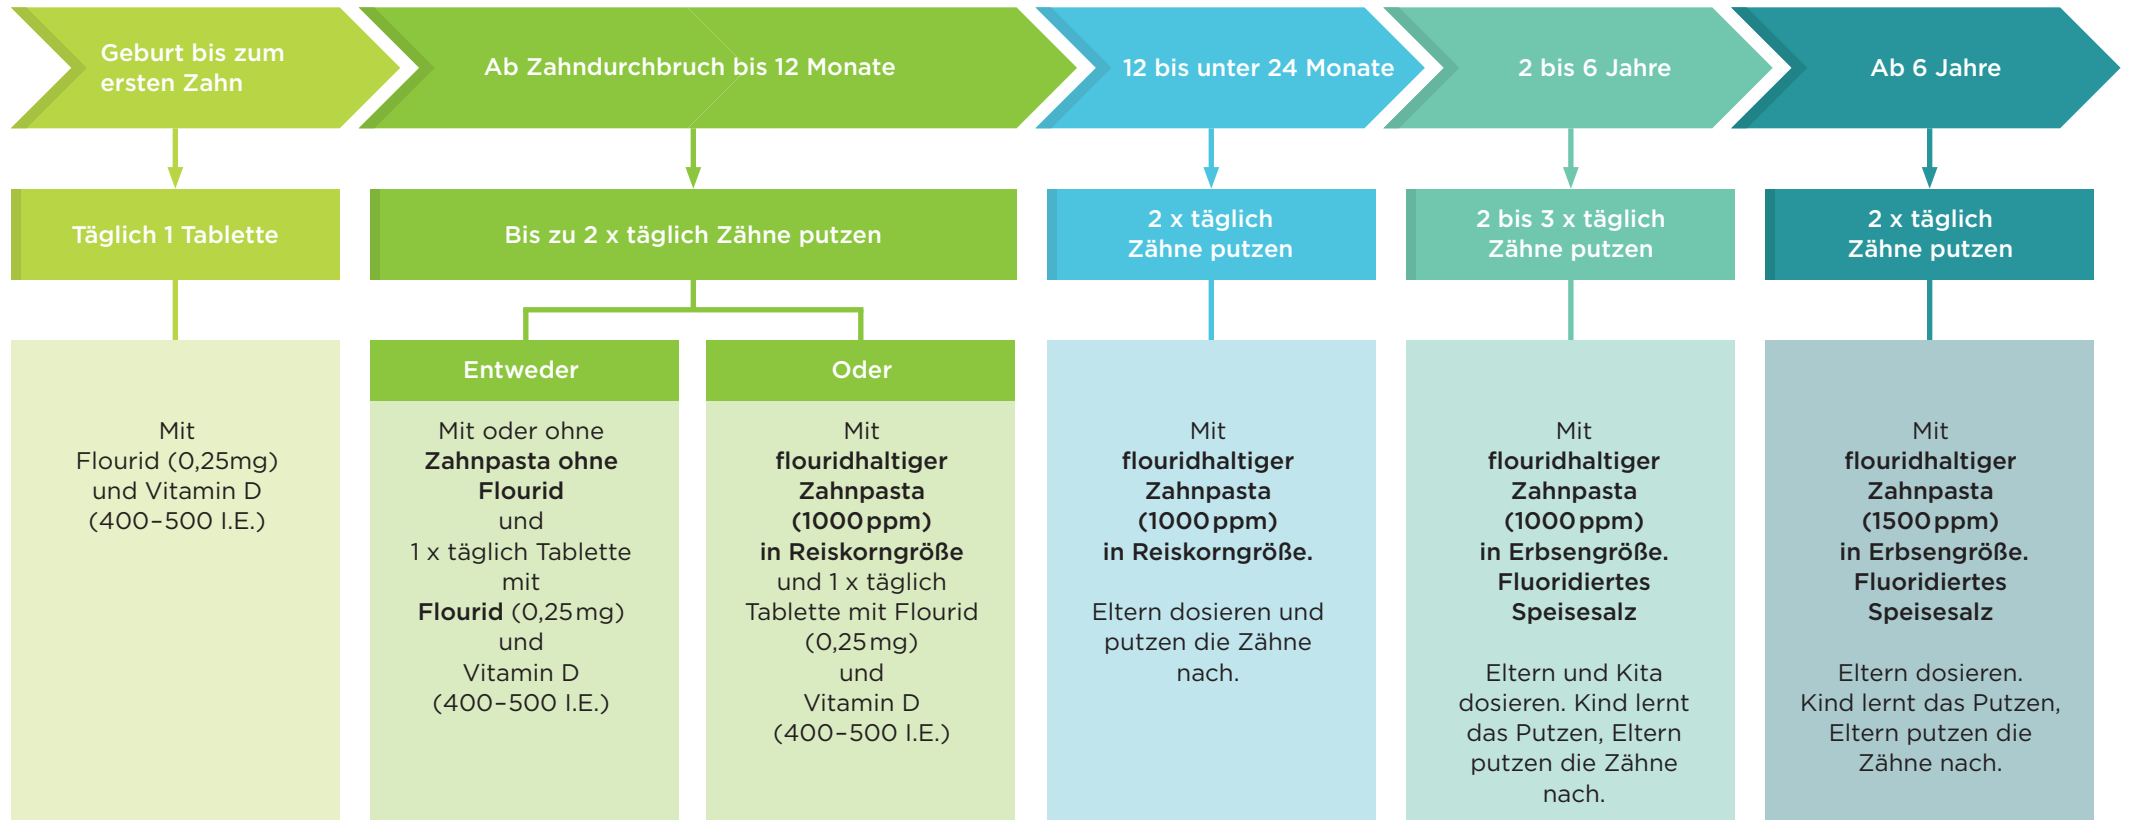 Geburt bis zum
ersten Zahn
Ab Zahndurchbruch bis 12 Monate
12 bis unter 24 Monate
2 bis 6 Jahre
Ab 6 Jahre
Täglich 1 Tablette
Bis zu 2 x täglich Zähne putzen
2 x täglich
Zähne putzen
2 bis 3 x täglich
Zähne putzen
2 x täglich
Zähne putzen
Mit
Flourid (0,25mg)
und Vitamin D
(400–500 I.E.)
Entweder
Mit oder ohne
Zahnpasta ohne
Flourid
und
1 x täglich Tablette
mit
Flourid (0,25 mg)
und
Vitamin D
(400–500 I.E.)
Oder
Mit
flouridhaltiger
Zahnpasta
(1000 ppm)
in Reiskorngröße
und 1 x täglich
Tablette mit Flourid
(0,25 mg)
und
Vitamin D
(400–500 I.E.)
Mit
flouridhaltiger
Zahnpasta
(1000 ppm)
in Reiskorngröße.
Eltern dosieren und
putzen die Zähne
nach.
Mit
flouridhaltiger
Zahnpasta
(1000 ppm)
in Erbsengröße.
Fluoridiertes
Speisesalz
Eltern und Kita
dosieren. Kind lernt
das Putzen, Eltern
putzen die Zähne
nach.
Mit
flouridhaltiger
Zahnpasta
(1500 ppm)
in Erbsengröße.
Fluoridiertes
Speisesalz
Eltern dosieren.
Kind lernt das Putzen,
Eltern putzen die
Zähne nach.